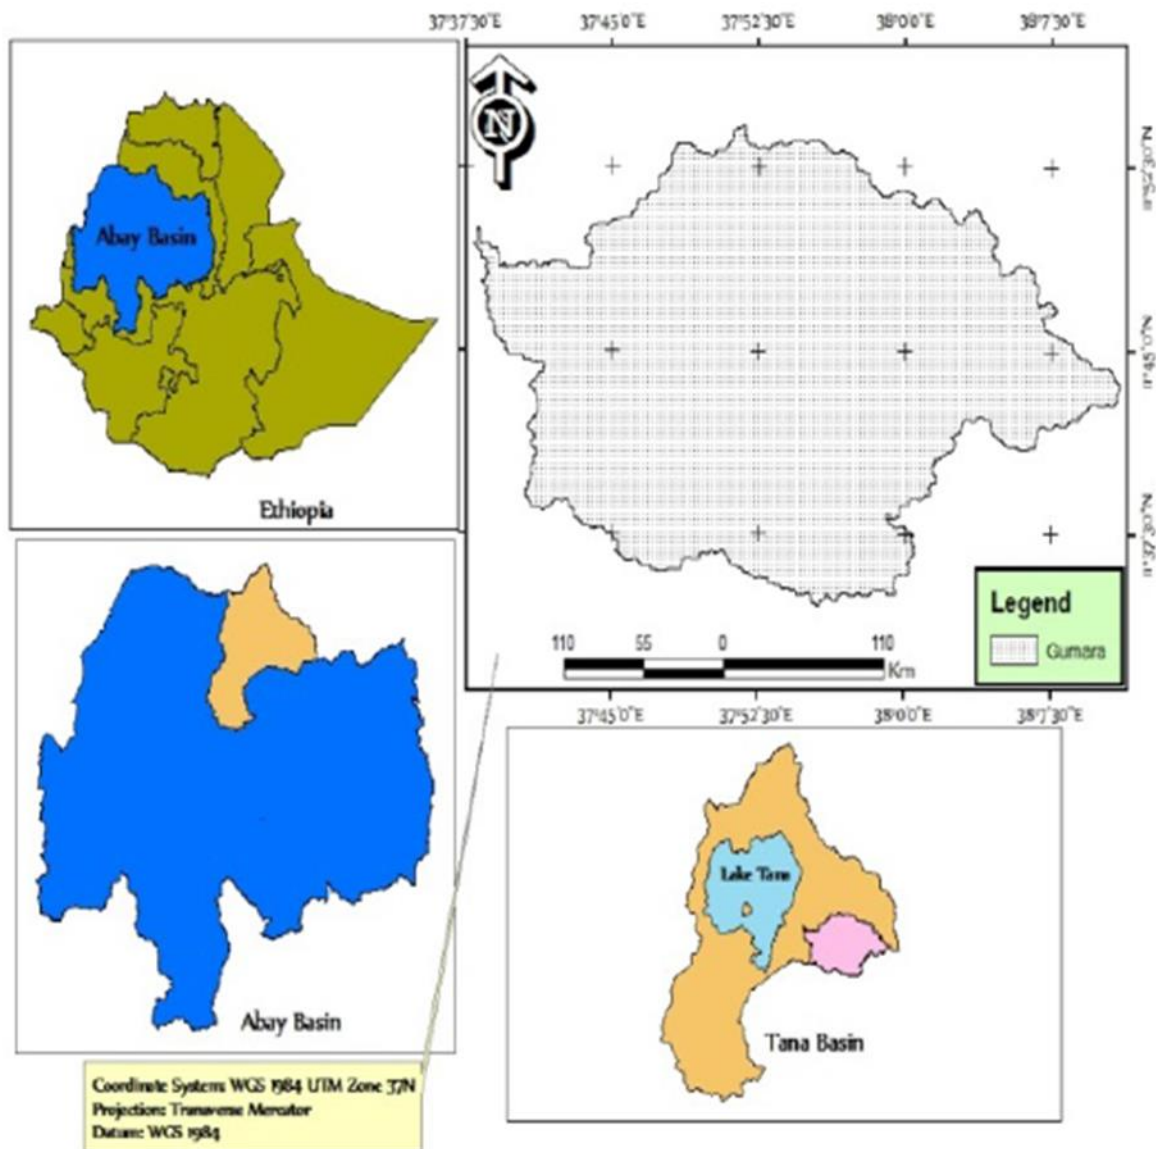 37°37'30"E 37°45'0"E 37°52'30"E 38°0'0"E 38°7'30"E
N
11°52'30"N
Abay Basin
11°45'0"N
Ethiopia
11°37'30"N
Legend
Gumara
110 55 0 110
Km
37°45'0"E 37°52'30"E 38°0'0"E 38°7'30"E
Lake Tana
Abay Basin
Tana Basin
Coordinate System: WGS 1984 UTM Zone 37N
Projection: Transverse Mercator
Datum: WGS 1984